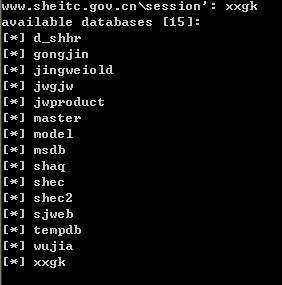 www.sheitc.gov.cn\session': xxgk
available databases [15]:
[*] d_shhr
[*] gongjin
[*] jingweiold
[*] jwgjw
[*] jwproduct
[*] master
[*] model
[*] msdb
[*] shaq
[*] shec
[*] shec2
[*] sjweb
[*] tempdb
[*] wujia
[*] xxgk